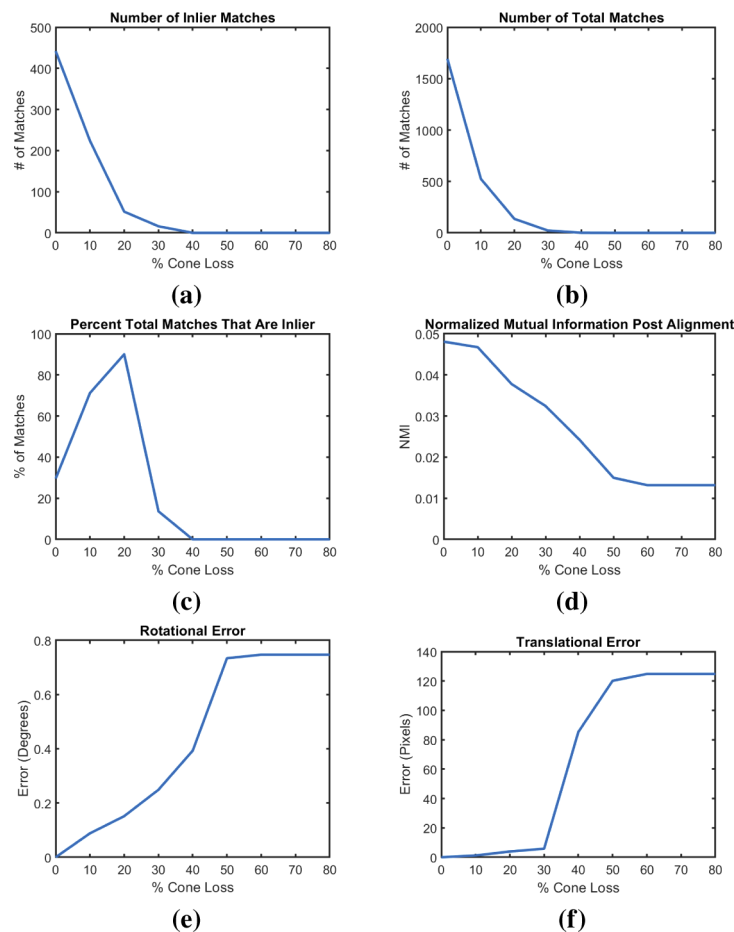 Number of Inlier Matches
500
400
300
200
100
0
# of Matches
0 10 20 30 40 50 60 70 80
% Cone Loss
(a)
Number of Total Matches
2000
1500
1000
500
0
# of Matches
0 10 20 30 40 50 60 70 80
% Cone Loss
(b)
Percent Total Matches That Are Inlier
100
80
60
40
20
0
% of Matches
0 10 20 30 40 50 60 70 80
% Cone Loss
(c)
Normalized Mutual Information Post Alignment
0.05
0.04
0.03
0.02
0.01
0
NMI
0 10 20 30 40 50 60 70 80
% Cone Loss
(d)
Rotational Error
0.8
0.6
0.4
0.2
0
Error (Degrees)
0 10 20 30 40 50 60 70 80
% Cone Loss
(e)
Translational Error
140
120
100
80
60
40
20
0
Error (Pixels)
0 10 20 30 40 50 60 70 80
% Cone Loss
(f)